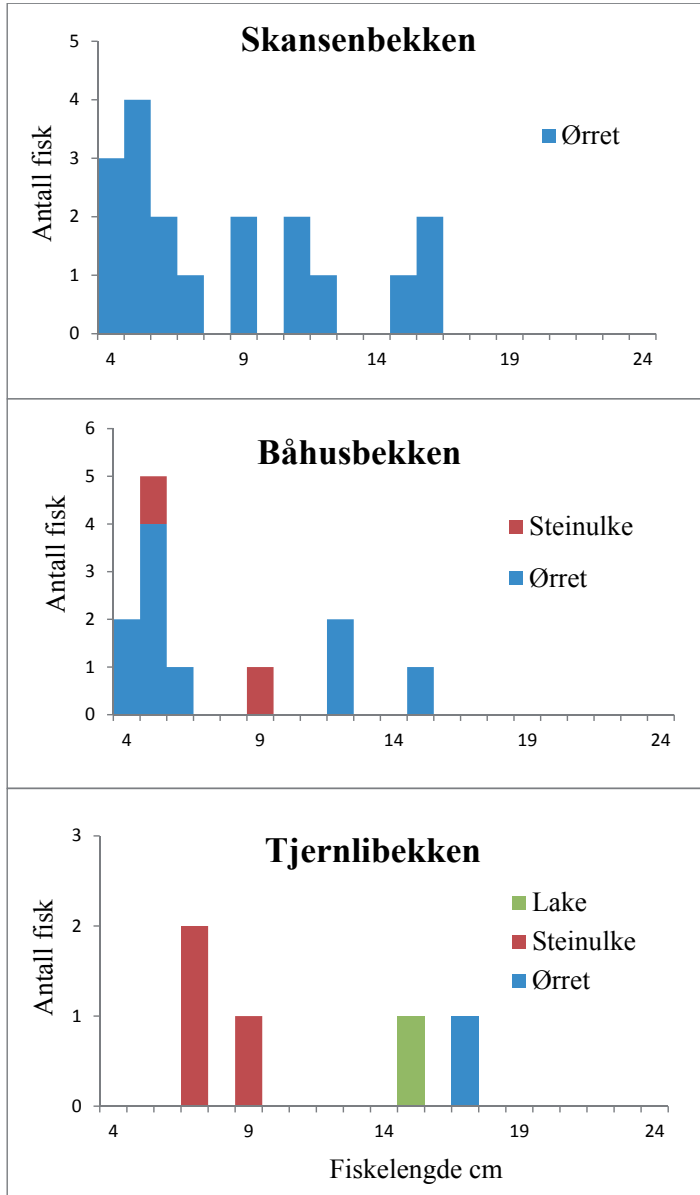 Skansenbekken
Antall fisk
5
4
3
2
1
0
Ørret
4 9 14 19 24
Båhusbekken
Antall fisk
6
5
4
3
2
1
0
Steinulke
Ørret
4 9 14 19 24
Tjernlibekken
Antall fisk
3
2
1
0
Lake
Steinulke
Ørret
4 9 14 19 24
Fiskelengde cm